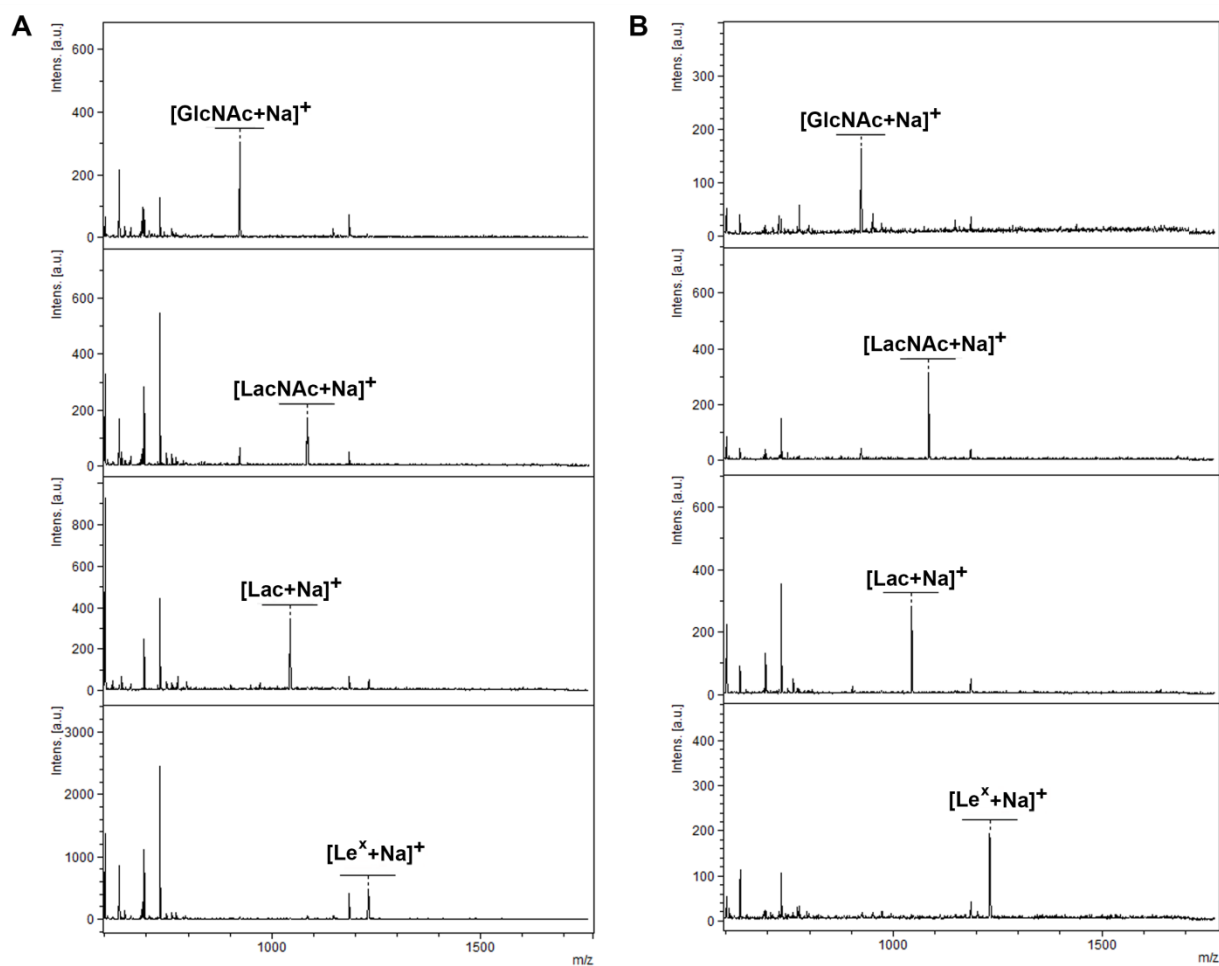 A
Intens. [a.u.]
600
400
200
0
[GlcNAc+Na]⁺
Intens. [a.u.]
600
400
200
0
[LacNAc+Na]⁺
Intens. [a.u.]
800
600
400
200
0
[Lac+Na]⁺
Intens. [a.u.]
3000
2000
1000
0
[Leˣ+Na]⁺
1000
1500
m/z
B
Intens. [a.u.]
300
200
100
0
[GlcNAc+Na]⁺
Intens. [a.u.]
600
400
200
0
[LacNAc+Na]⁺
Intens. [a.u.]
600
400
200
0
[Lac+Na]⁺
Intens. [a.u.]
400
300
200
100
0
[Leˣ+Na]⁺
1000
1500
m/z